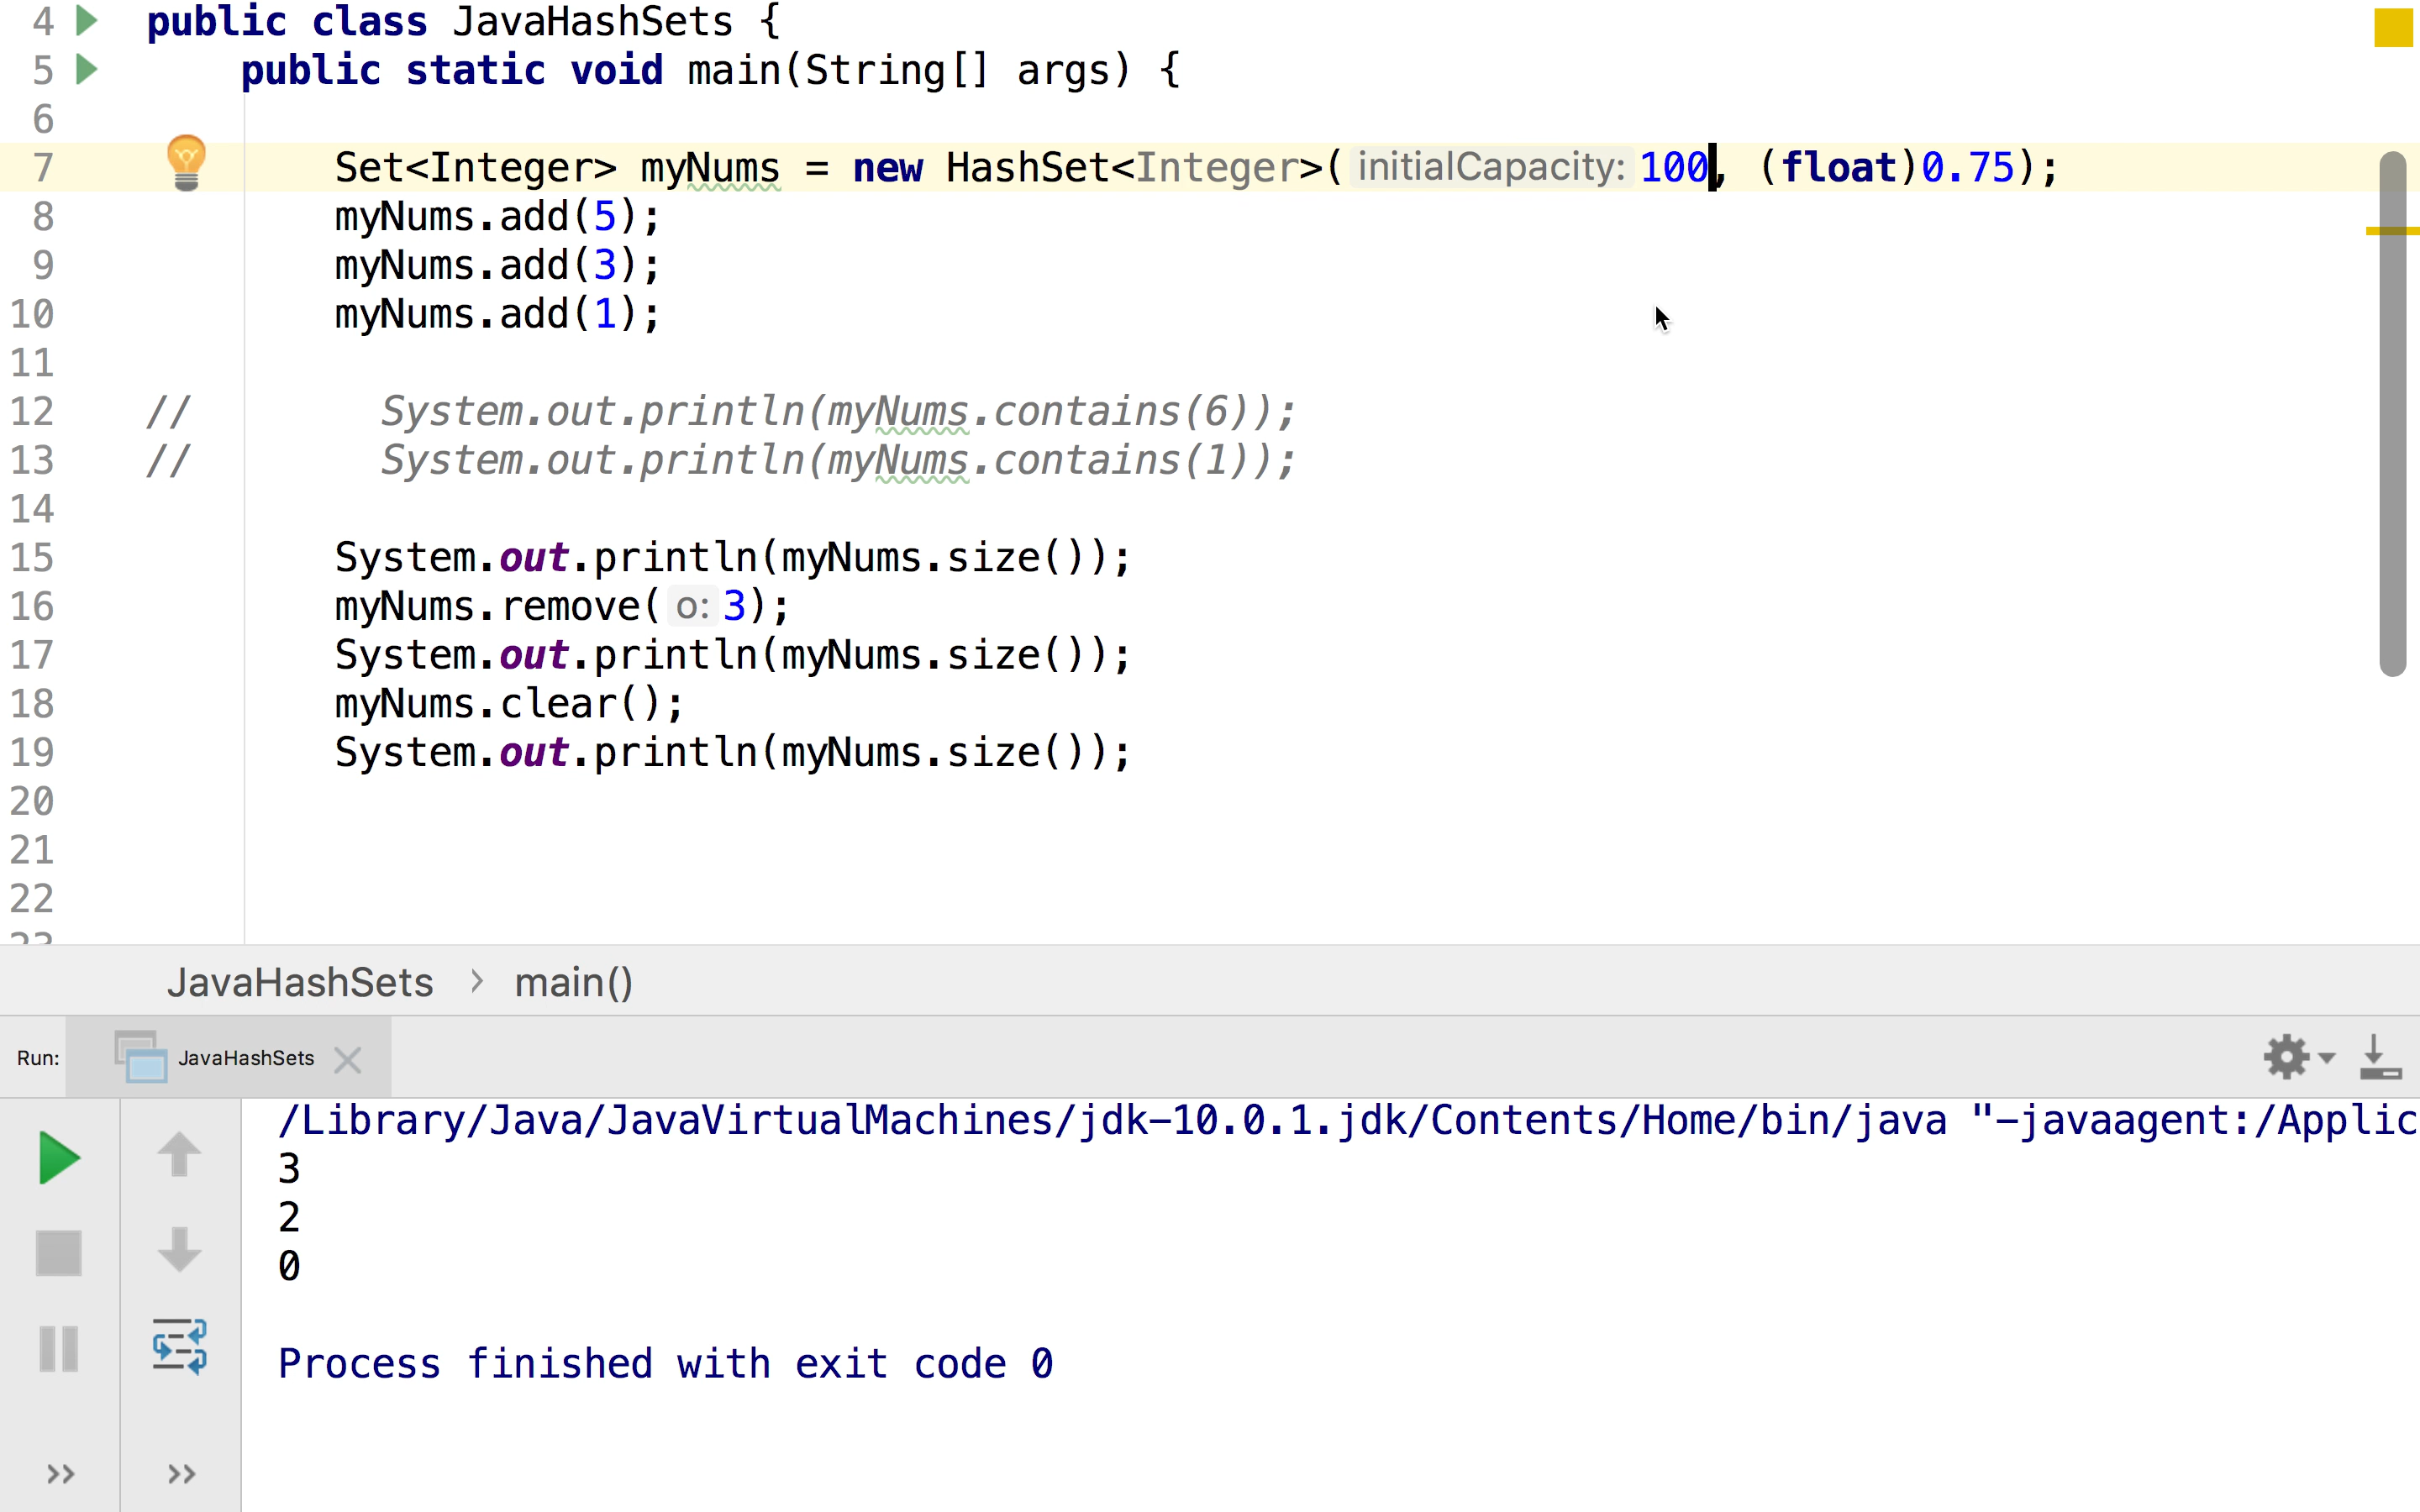 4 public class JavaHashSets {
5 public static void main(String[] args) {
6
7 Set<Integer> myNums = new HashSet<Integer>( initialCapacity: 100, (float)0.75);
8 myNums.add(5);
9 myNums.add(3);
10 myNums.add(1);
11
12 // System.out.println(myNums.contains(6));
13 // System.out.println(myNums.contains(1));
14
15 System.out.println(myNums.size());
16 myNums.remove( o: 3);
17 System.out.println(myNums.size());
18 myNums.clear();
19 System.out.println(myNums.size());
20
21
22
23
JavaHashSets › main()
Run: JavaHashSets
/Library/Java/JavaVirtualMachines/jdk-10.0.1.jdk/Contents/Home/bin/java "-javaagent:/Applic
3
2
0
Process finished with exit code 0